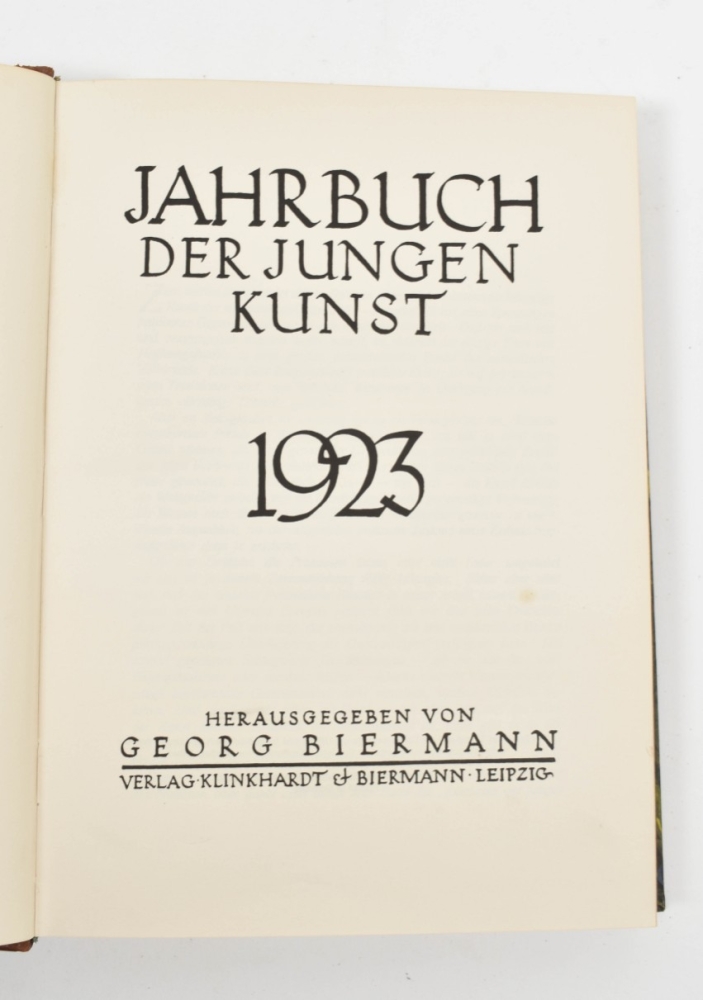 JAHRBUCH
DER JUNGEN
KUNST
1923
HERAUSGEGEBEN VON
GEORG BIERMANN
VERLAG · KLINKHARDT & BIERMANN · LEIPZIG